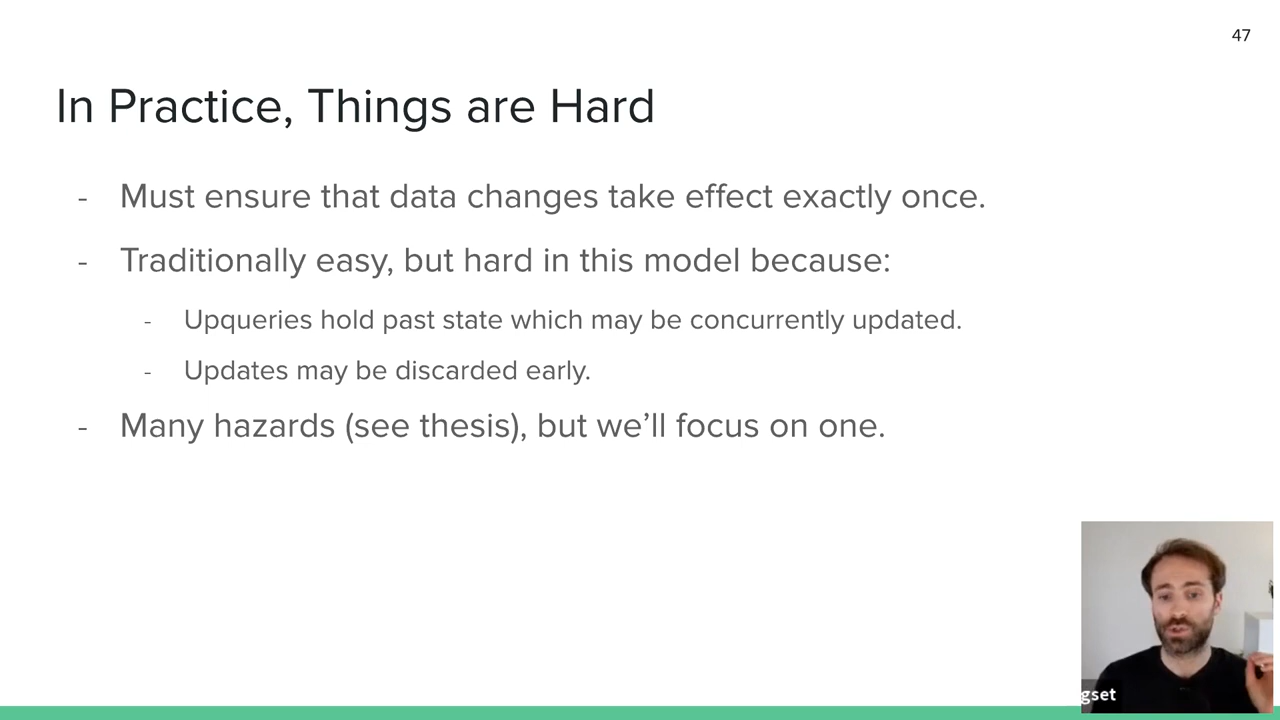 47
In Practice, Things are Hard
- Must ensure that data changes take effect exactly once.
- Traditionally easy, but hard in this model because:
- Upqueries hold past state which may be concurrently updated.
- Updates may be discarded early.
- Many hazards (see thesis), but we’ll focus on one.
gset